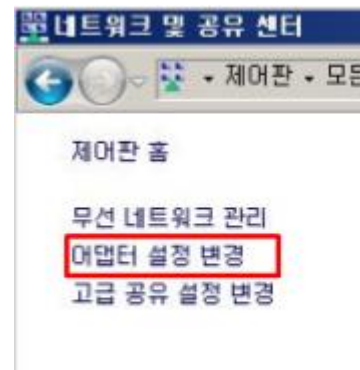 네트워크 및 공유 센터
제어판 ▾ 모든
제어판 홈
무선 네트워크 관리
어댑터 설정 변경
고급 공유 설정 변경